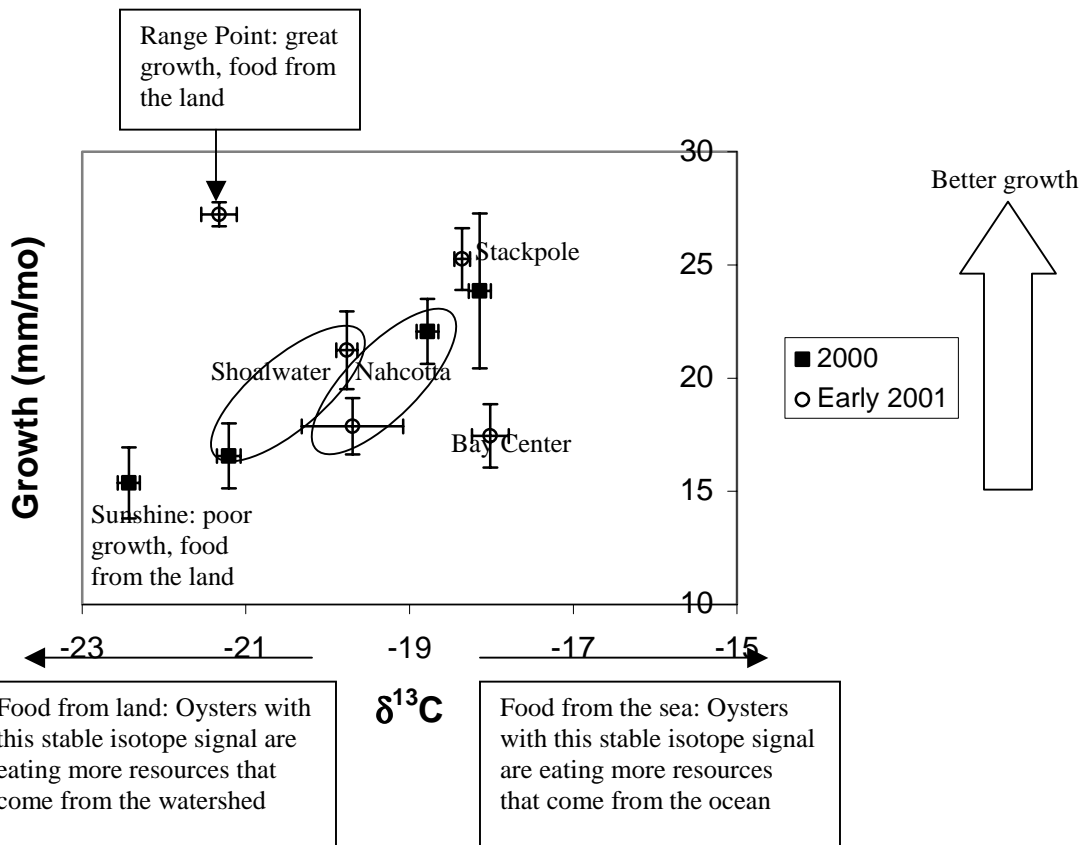 Range Point: great
growth, food from
the land
30
Better growth
25
Stackpole
Growth (mm/mo)
2000
Early 2001
20
Shoalwater
Nahcotta
Bay Center
15
Sunshine: poor
growth, food
from the land
10
-23
-21
-19
-17
-15
δ13C
Food from land: Oysters with
this stable isotope signal are
eating more resources that
come from the watershed
Food from the sea: Oysters
with this stable isotope signal
are eating more resources
that come from the ocean